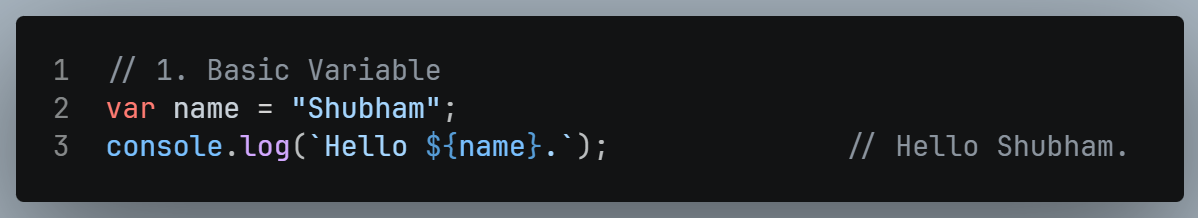 1 // 1. Basic Variable
2 var name = "Shubham";
3 console.log(`Hello ${name}.`); // Hello Shubham.